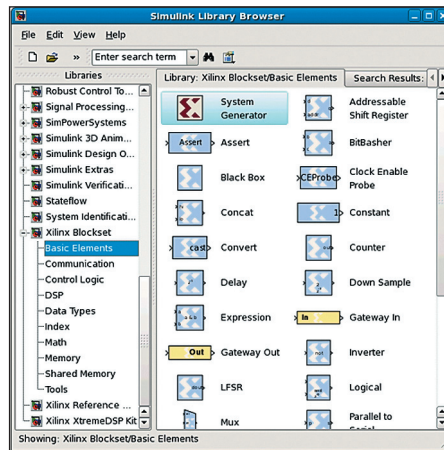 Simulink Library Browser
File Edit View Help
» Enter search term
Libraries
Library: Xilinx Blockset/Basic Elements
Search Results:
Robust Control To...
Signal Processing...
SimPowerSystems
Simulink 3D Anim...
Simulink Design O...
Simulink Extras
Simulink Verificati...
Stateflow
System Identificati...
Xilinx Blockset
Basic Elements
Communication
Control Logic
DSP
Data Types
Index
Math
Memory
Shared Memory
Tools
Xilinx Reference ...
Xilinx XtremeDSP Kit
System Generator
Addressable Shift Register
Assert Assert
BitBasher
Black Box
CEProbe Clock Enable Probe
Concat
1 Constant
cast Convert
Counter
Delay
Down Sample
a & b Expression
In Gateway In
Out Gateway Out
not Inverter
LFSR
Logical
Mux
Parallel to
Showing: Xilinx Blockset/Basic Elements